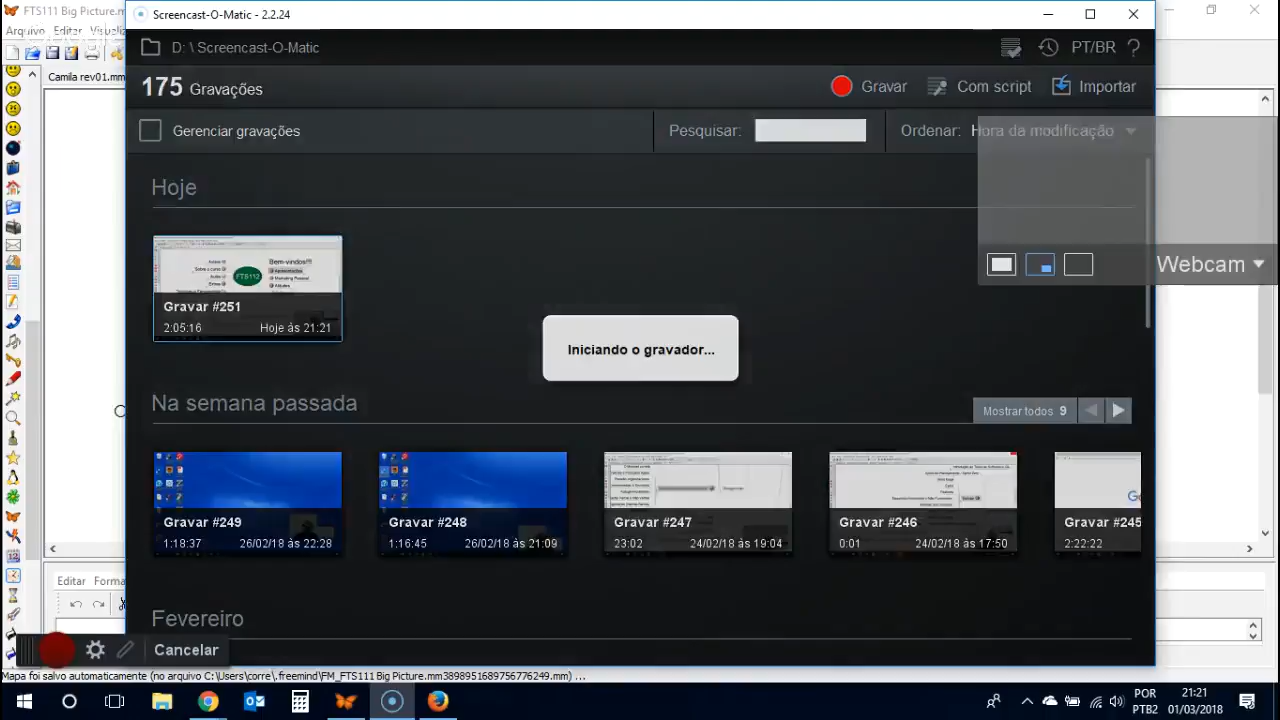 FTS111 Big Picture.mm
Screencast-O-Matic - 2.2.24
Arquivo Editar Visualiz
D: \ Screencast-O-Matic
PT/BR
Camila rev01.mm
175 Gravações
Gravar
Com script
Importar
Gerenciar gravações
Pesquisar:
Ordenar: Hora da modificação
Hoje
Bem-vindos!!!
FTS112
Webcam
Gravar #251
2:05:16 Hoje às 21:21
Iniciando o gravador...
Na semana passada
Mostrar todos 9
Gravar #248
Gravar #247
Gravar #246
Gravar #245
1:18:37 26/02/18 às 22:28
1:16:45 26/02/18 às 21:09
23:02 24/02/18 às 19:04
0:01 24/02/18 às 17:50
2:22:22
Editar Forma
Fevereiro
Cancelar
Mapa foi salvo automaticamente (no arquivo C:\Users\corre\.freemind\FM_FTS111 Big Picture.mm
51689756776249.mm) ...
POR
PTB2
21:21
01/03/2018